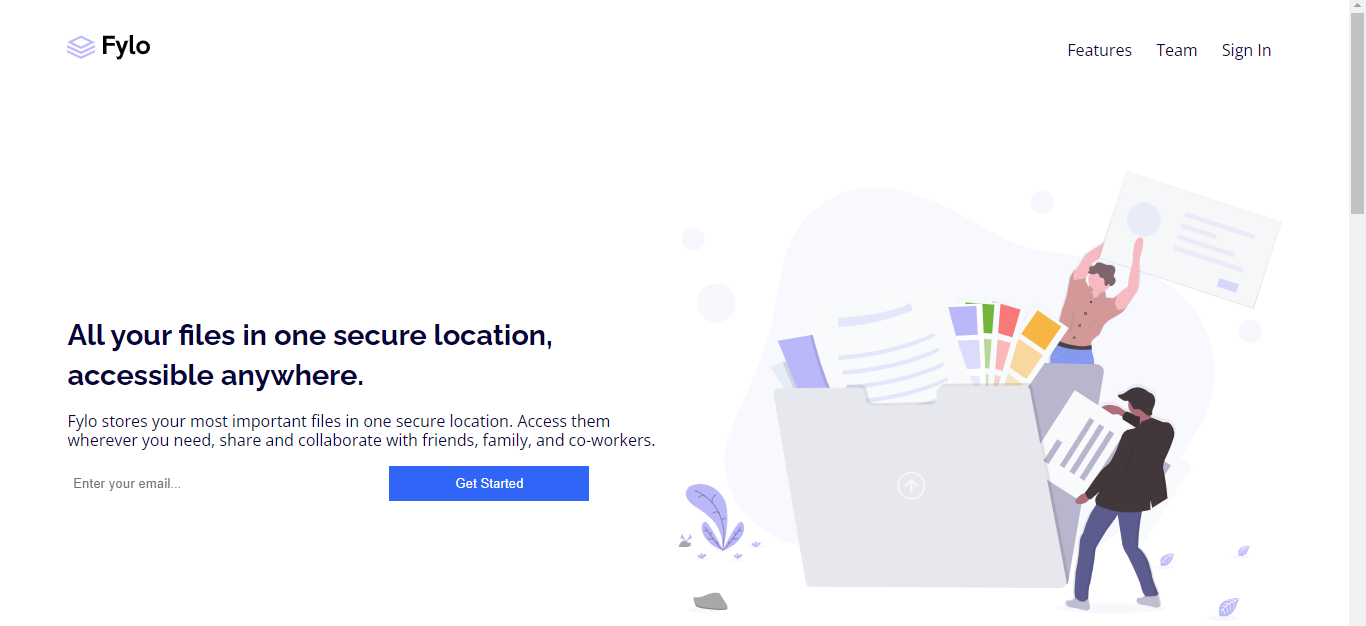 Fylo
Features Team Sign In
All your files in one secure location,
accessible anywhere.
Fylo stores your most important files in one secure location. Access them
wherever you need, share and collaborate with friends, family, and co-workers.
Enter your email... Get Started